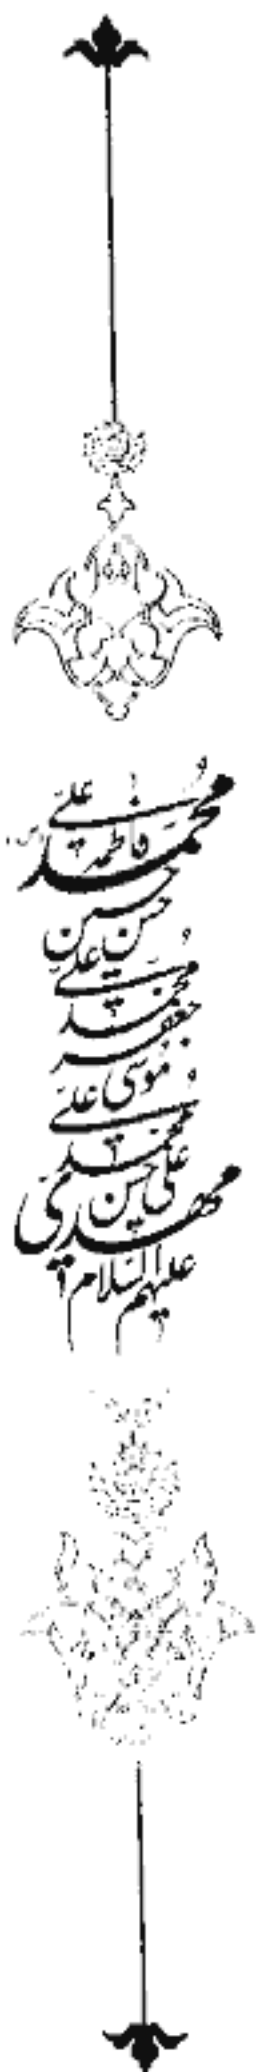 محمد (ص) علی
فاطمه
حسن حسین
علی
محمد
جعفر
موسی علی
محمد
علی حسن
مهدی
علیهم السلام